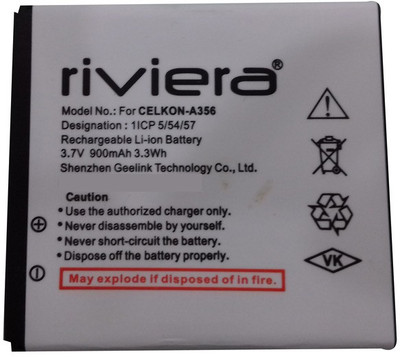 riviera®
Model No.: For CELKON-A356
Designation : 1ICP 5/54/57
Rechargeable Li-ion Battery
3.7V 900mAh 3.3Wh
Shenzhen Geelink Technology Co., Ltd.
Caution
• Use the authorized charger only.
• Never disassemble by yourself.
• Never short-circuit the battery.
• Dispose off the battery properly.
May explode if disposed of in fire.
VK